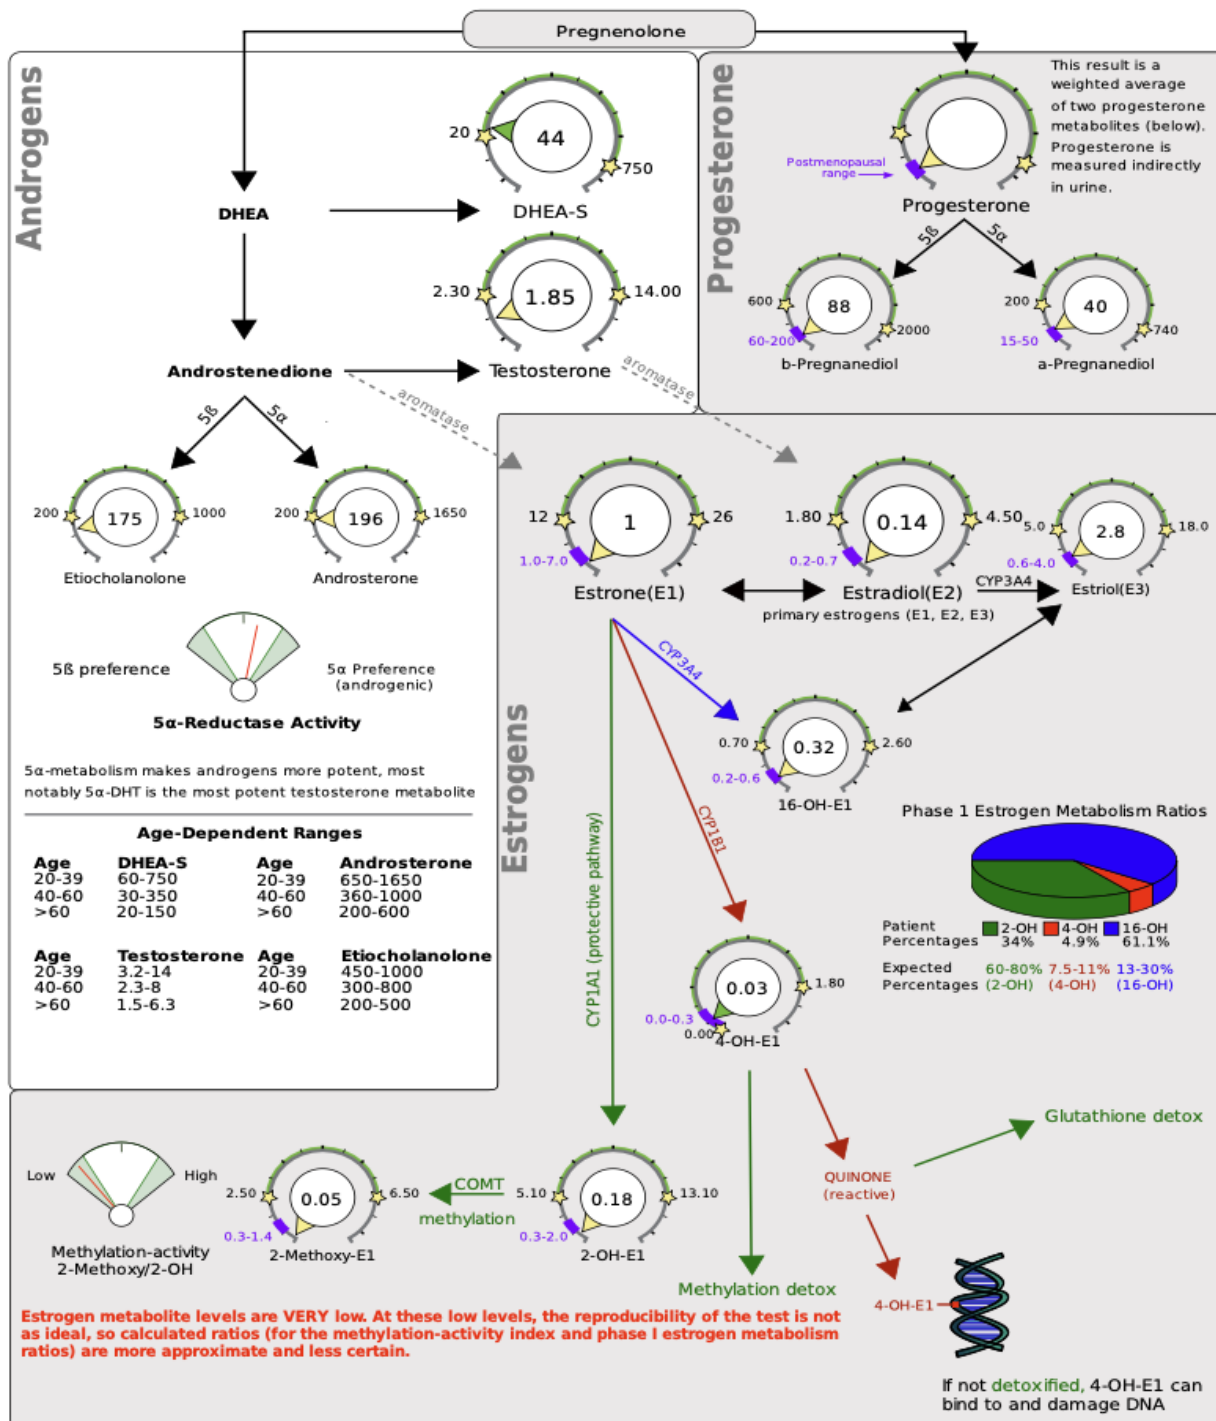 Pregnenolone
Androgens
20
44
750
DHEA-S
DHEA
2.30
1.85
14.00
Testosterone
Androstenedione
aromatase
aromatase
5ß
5α
200
175
1000
Etiocholanolone
200
196
1650
Androsterone
5ß preference
5α Preference
(androgenic)
5α-Reductase Activity
5α-metabolism makes androgens more potent, most
notably 5α-DHT is the most potent testosterone metabolite
Age-Dependent Ranges
Age DHEA-S Age Androsterone
20-39 60-750 20-39 650-1650
40-60 30-350 40-60 360-1000
>60 20-150 >60 200-600
Age Testosterone Age Etiocholanolone
20-39 3.2-14 20-39 450-1000
40-60 2.3-8 40-60 300-800
>60 1.5-6.3 >60 200-500
Progesterone
This result is a
weighted average
of two progesterone
metabolites (below).
Progesterone is
measured indirectly
in urine.
Postmenopausal
range
Progesterone
5ß
5α
600
88
2000
60-200
b-Pregnanediol
200
40
740
15-50
a-Pregnanediol
Estrogens
12
1
26
1.0-7.0
Estrone(E1)
1.80
0.14
4.50
0.2-0.7
Estradiol(E2)
CYP3A4
5.0
2.8
18.0
0.6-4.0
Estriol(E3)
primary estrogens (E1, E2, E3)
CYP3A4
0.70
0.32
2.60
0.2-0.6
16-OH-E1
CYP1B1
CYP1A1 (protective pathway)
Phase 1 Estrogen Metabolism Ratios
Patient
Percentages
2-OH 4-OH 16-OH
34% 4.9% 61.1%
Expected
Percentages
60-80% 7.5-11% 13-30%
(2-OH) (4-OH) (16-OH)
0.03
1.80
0.0-0.3
0.00
4-OH-E1
Low
High
Methylation-activity
2-Methoxy/2-OH
2.50
0.05
6.50
0.3-1.4
2-Methoxy-E1
COMT
methylation
5.10
0.18
13.10
0.3-2.0
2-OH-E1
Glutathione detox
QUINONE
(reactive)
Methylation detox
4-OH-E1
Estrogen metabolite levels are VERY low. At these low levels, the reproducibility of the test is not
as ideal, so calculated ratios (for the methylation-activity index and phase I estrogen metabolism
ratios) are more approximate and less certain.
If not detoxified, 4-OH-E1 can
bind to and damage DNA